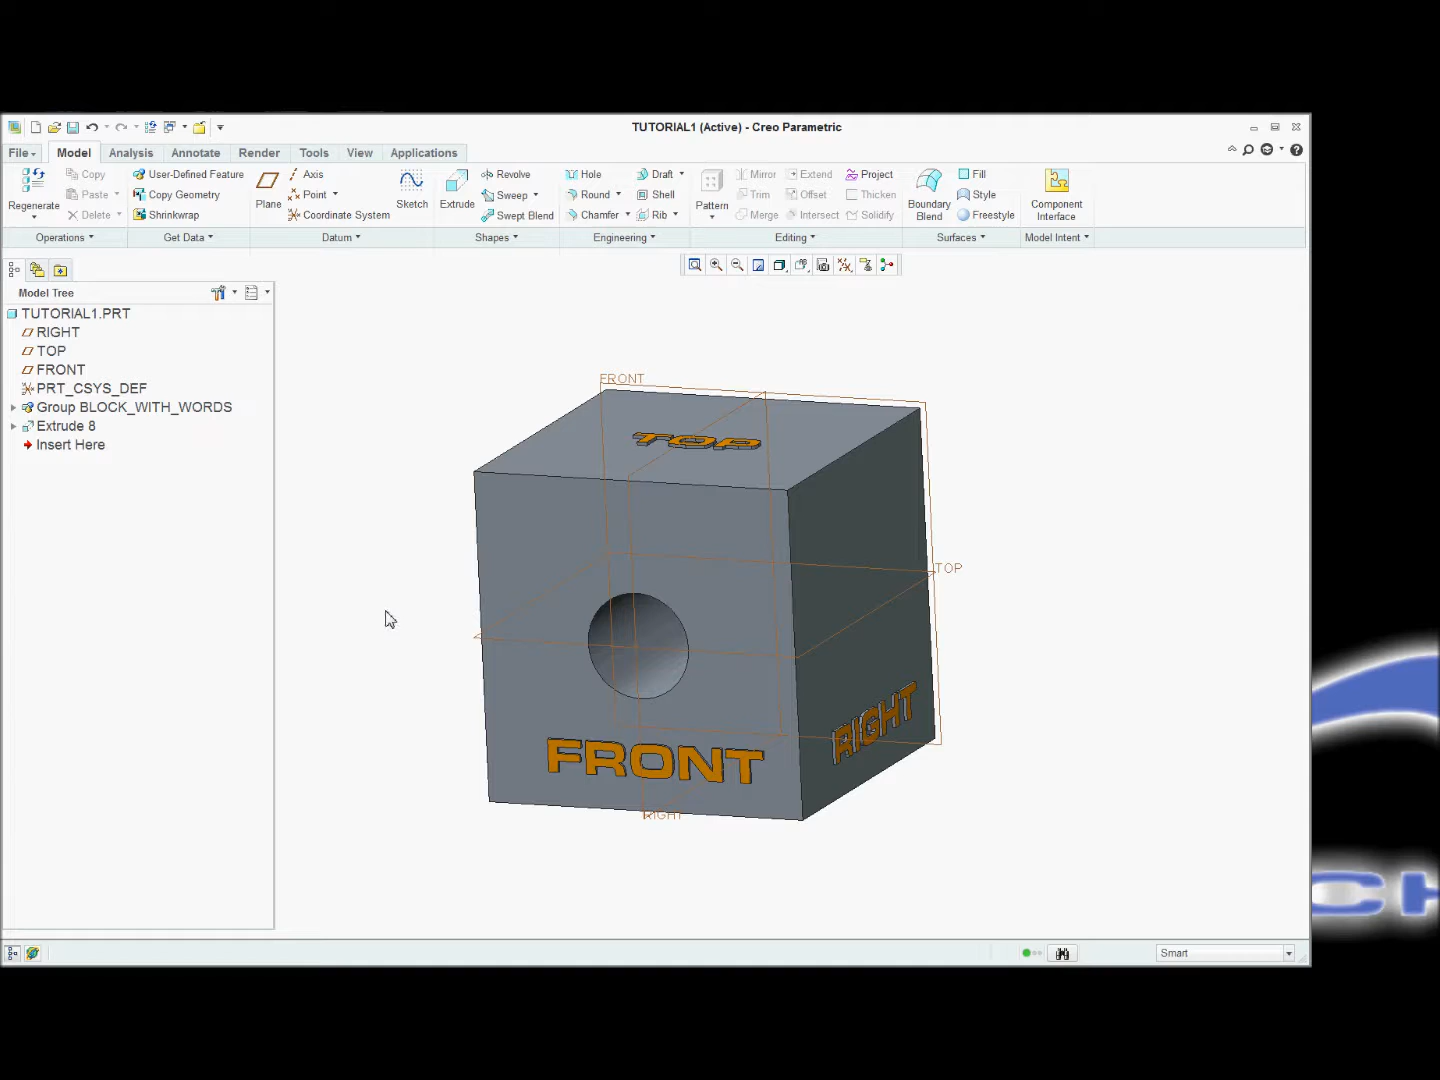 TUTORIAL1 (Active) - Creo Parametric
File Model Analysis Annotate Render Tools View Applications
Regenerate
Copy
Paste
Delete
Operations
User-Defined Feature
Copy Geometry
Shrinkwrap
Get Data
Plane
Axis
Point
Coordinate System
Sketch
Datum
Extrude
Revolve
Sweep
Swept Blend
Shapes
Hole
Round
Chamfer
Draft
Shell
Rib
Engineering
Pattern
Mirror
Trim
Merge
Extend
Offset
Intersect
Project
Thicken
Solidify
Editing
Boundary
Blend
Fill
Style
Freestyle
Surfaces
Component
Interface
Model Intent
Model Tree
TUTORIAL1.PRT
RIGHT
TOP
FRONT
PRT_CSYS_DEF
Group BLOCK_WITH_WORDS
Extrude 8
Insert Here
FRONT
TOP
TOP
RIGHT
FRONT
RIGHT
Smart